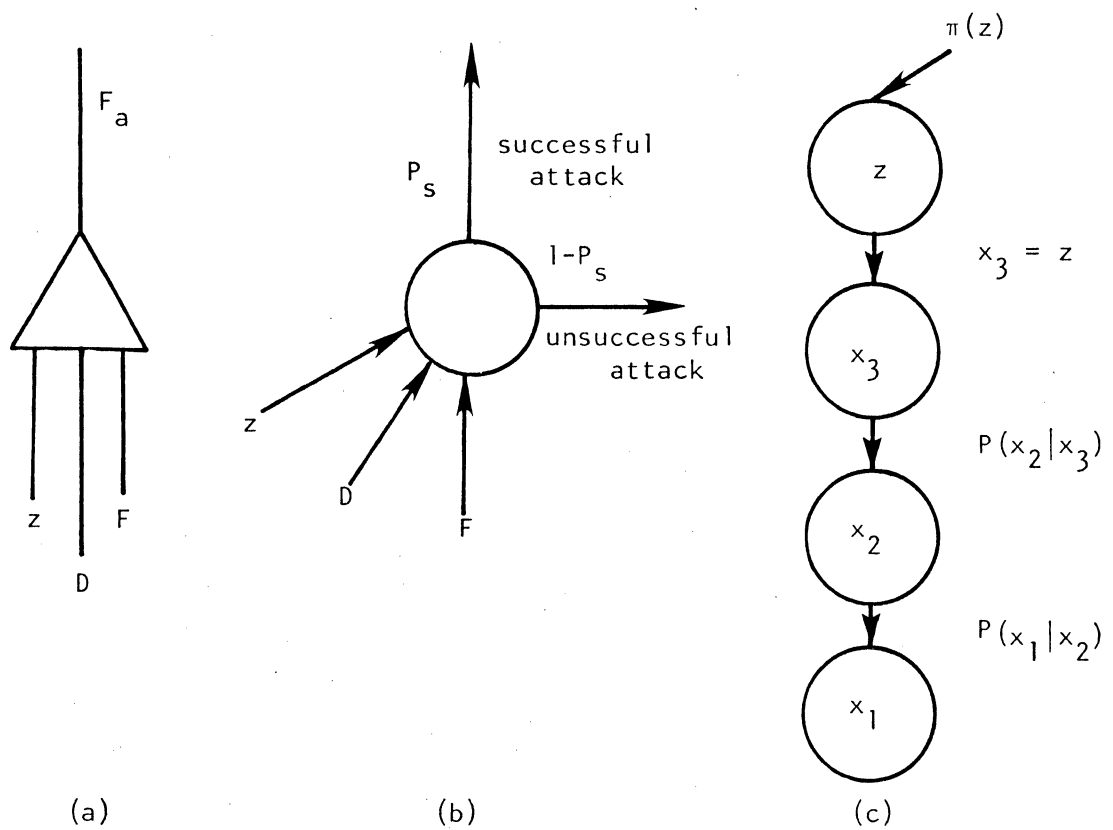 F_a
z
D
F
(a)
P_s
successful
attack
1-P_s
unsuccessful
attack
z
D
F
(b)
π(z)
z
x_3 = z
x_3
P(x_2|x_3)
x_2
P(x_1|x_2)
x_1
(c)